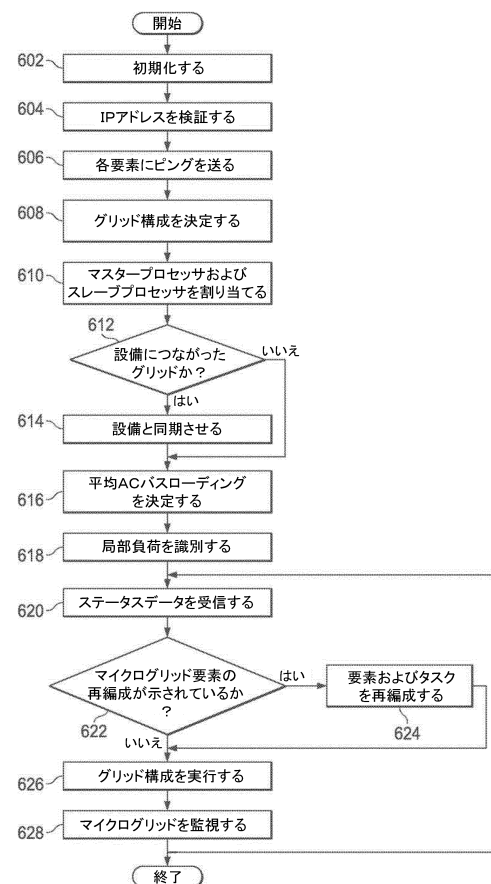 開始
602
初期化する
604
IPアドレスを検証する
606
各要素にピングを送る
608
グリッド構成を決定する
610
マスタープロセッサおよび
スレーブプロセッサを割り当てる
612
設備につながった
グリッドか？
いいえ
はい
614
設備と同期させる
616
平均ACバスローディング
を決定する
618
局部負荷を識別する
620
ステータスデータを受信する
マイクログリッド要素の
再編成が示されているか
？
622
はい
要素およびタスク
を再編成する
624
いいえ
626
グリッド構成を実行する
628
マイクログリッドを監視する
終了